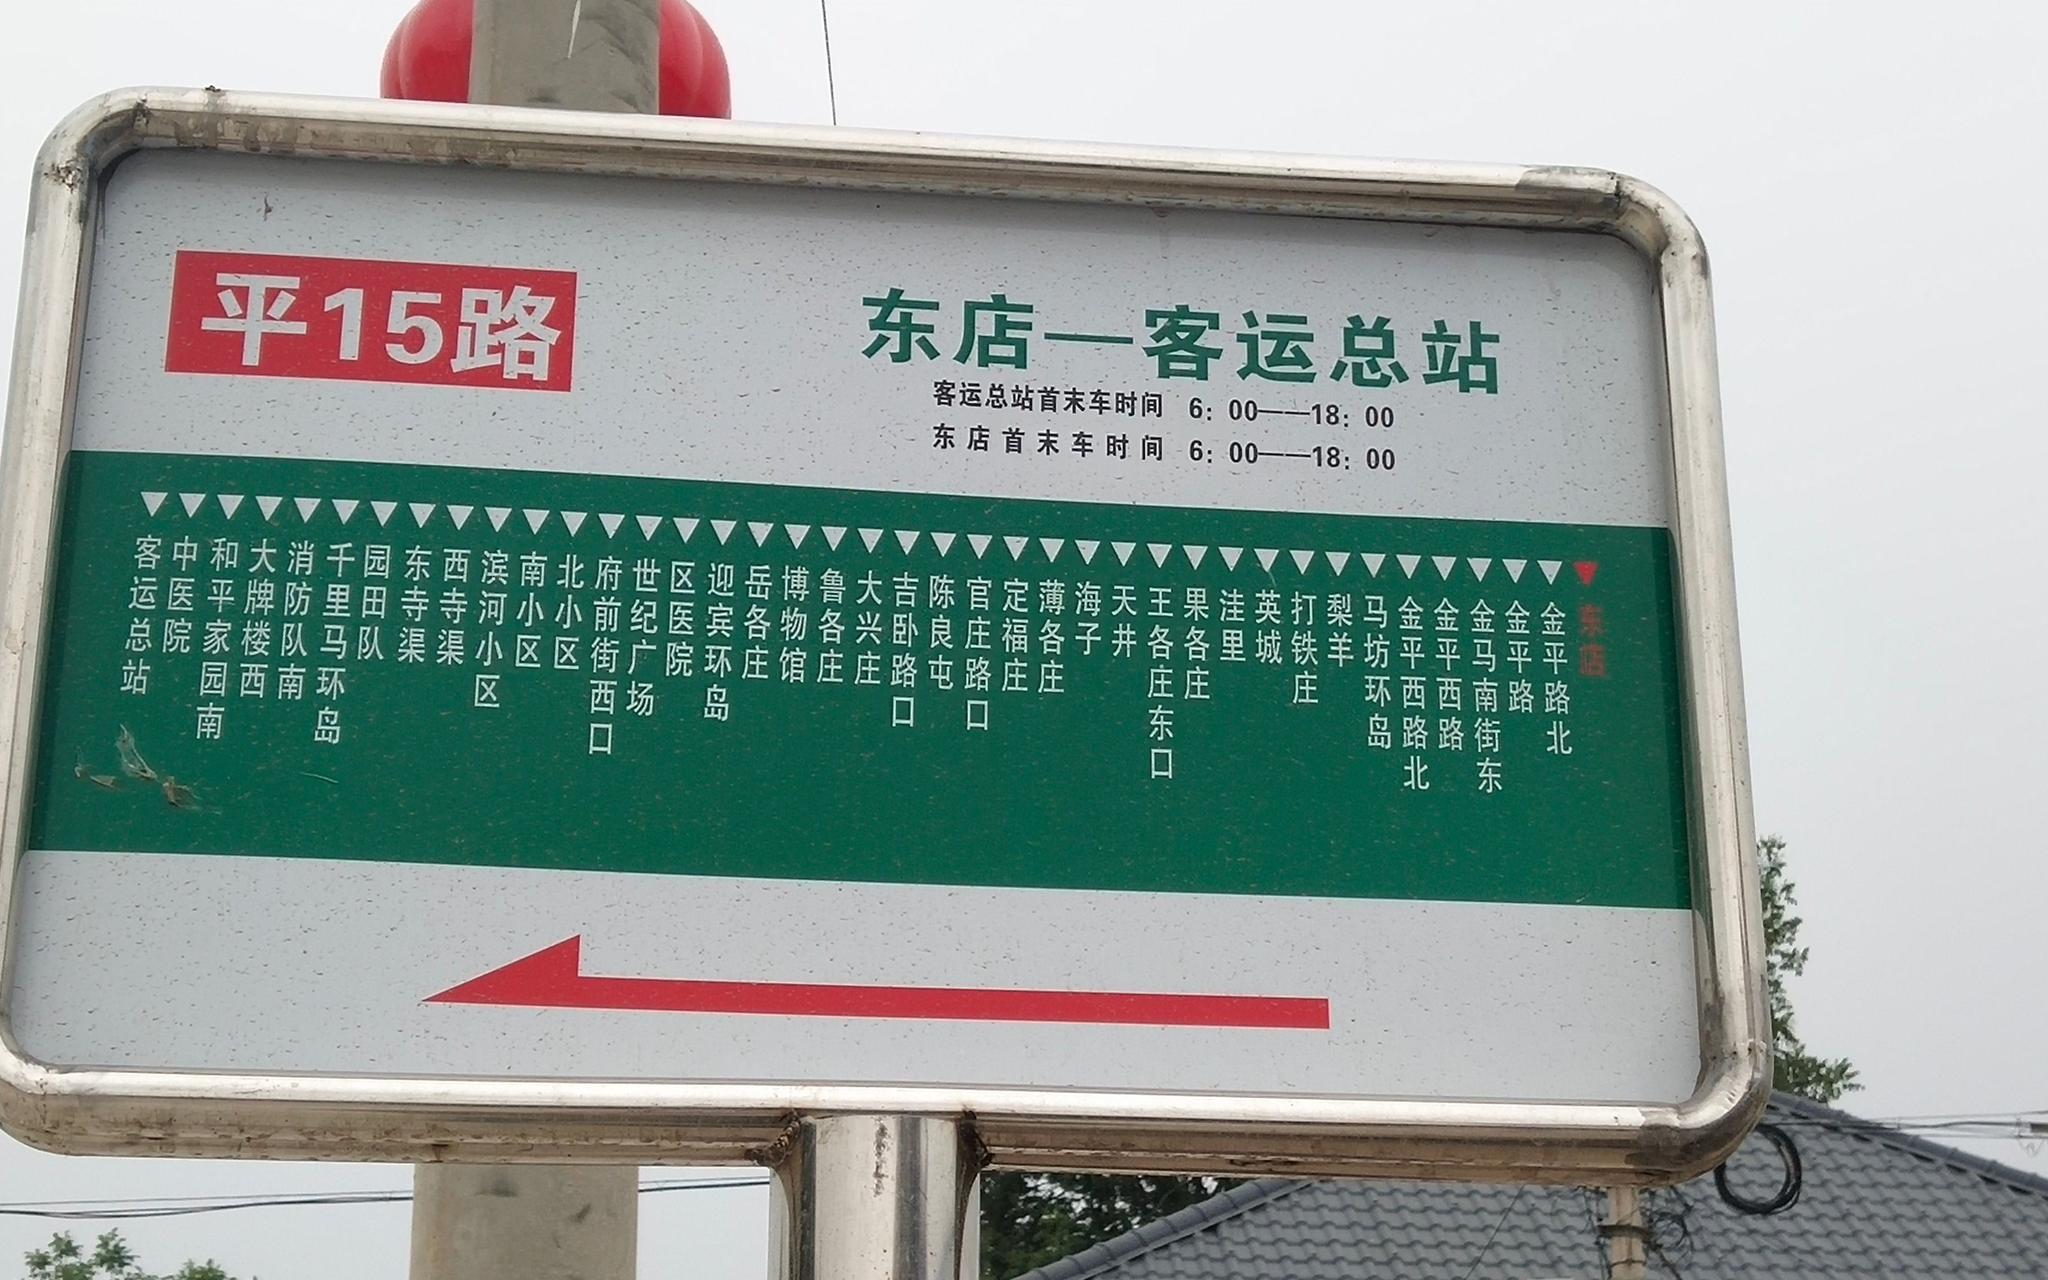 平15路
东店—客运总站
客运总站首末车时间 6：00——18：00
东店首末车时间 6：00——18：00
客运总站
中医院
和平家园南
大牌楼西
消防队南
千里马环岛
园田队
东寺渠
西寺渠
滨河小区
南小区
北小区
府前街西口
世纪广场
区医院
迎宾环岛
岳各庄
博物馆
鲁各庄
大兴庄
吉卧路口
陈良屯
官庄路口
定福庄
薄各庄
海子
天井
王各庄东口
果各庄
洼里
英城
打铁庄
梨羊
马坊环岛
金平西路北
金平西路
金马南街东
金平路
金平路北
东店